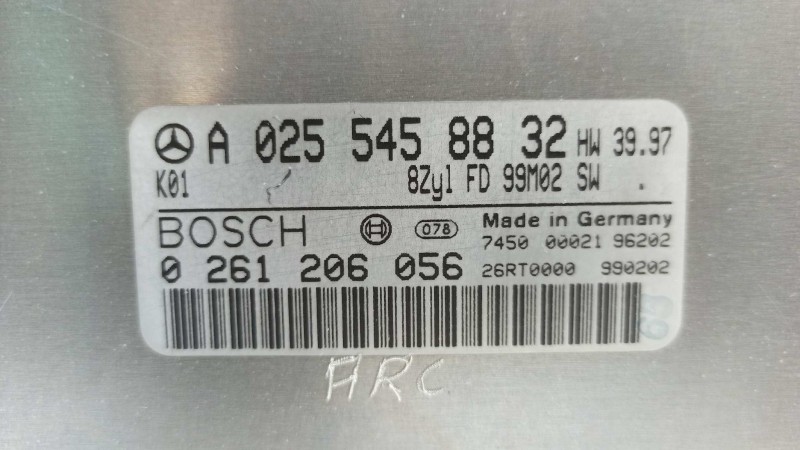 A 025 545 88 32 HW 39.97
K01 8Zyl FD 99M02 SW .
BOSCH 078 Made in Germany
7450 00021 96202
0 261 206 056 26RT0000 990202
69
ARC